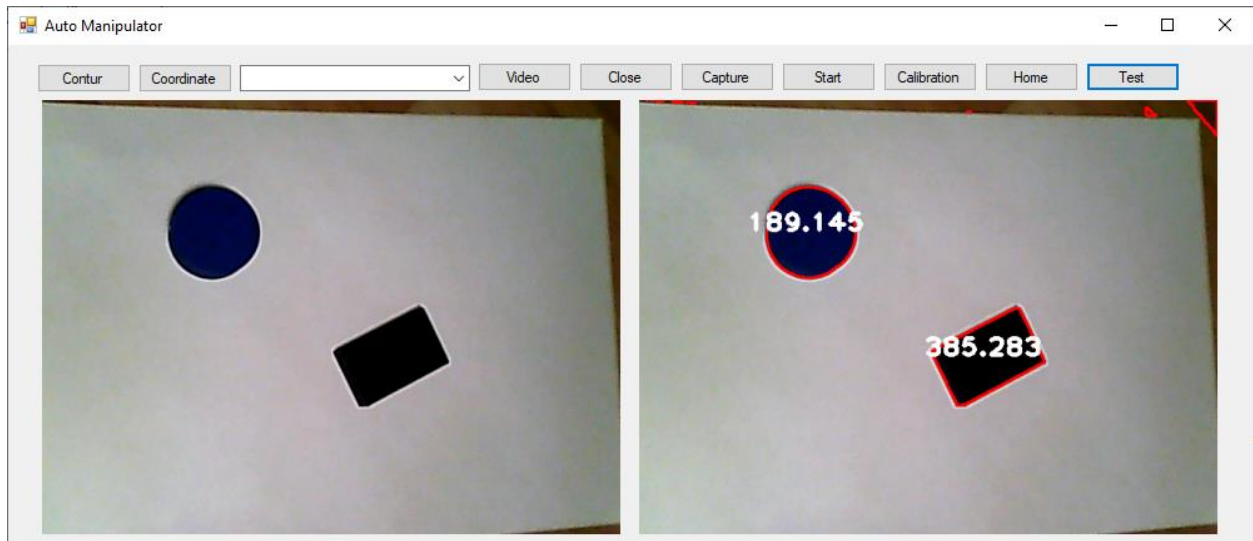 Auto Manipulator
Contur Coordinate Video Close Capture Start Calibration Home Test
189.145
385.283